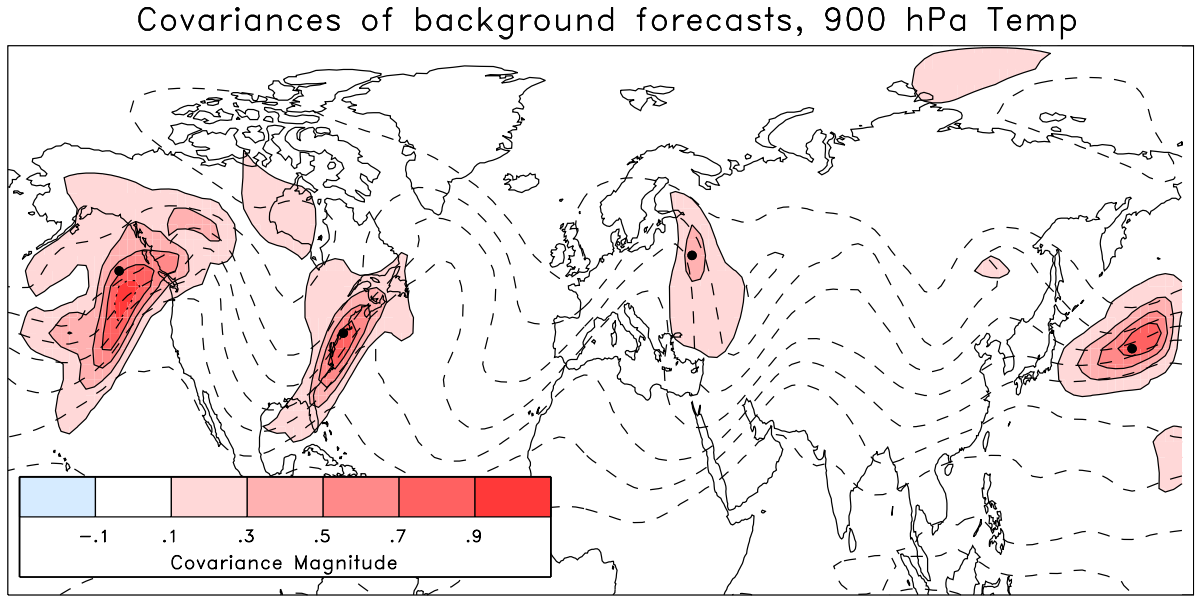 Covariances of background forecasts, 900 hPa Temp
-.1 .1 .3 .5 .7 .9
Covariance Magnitude